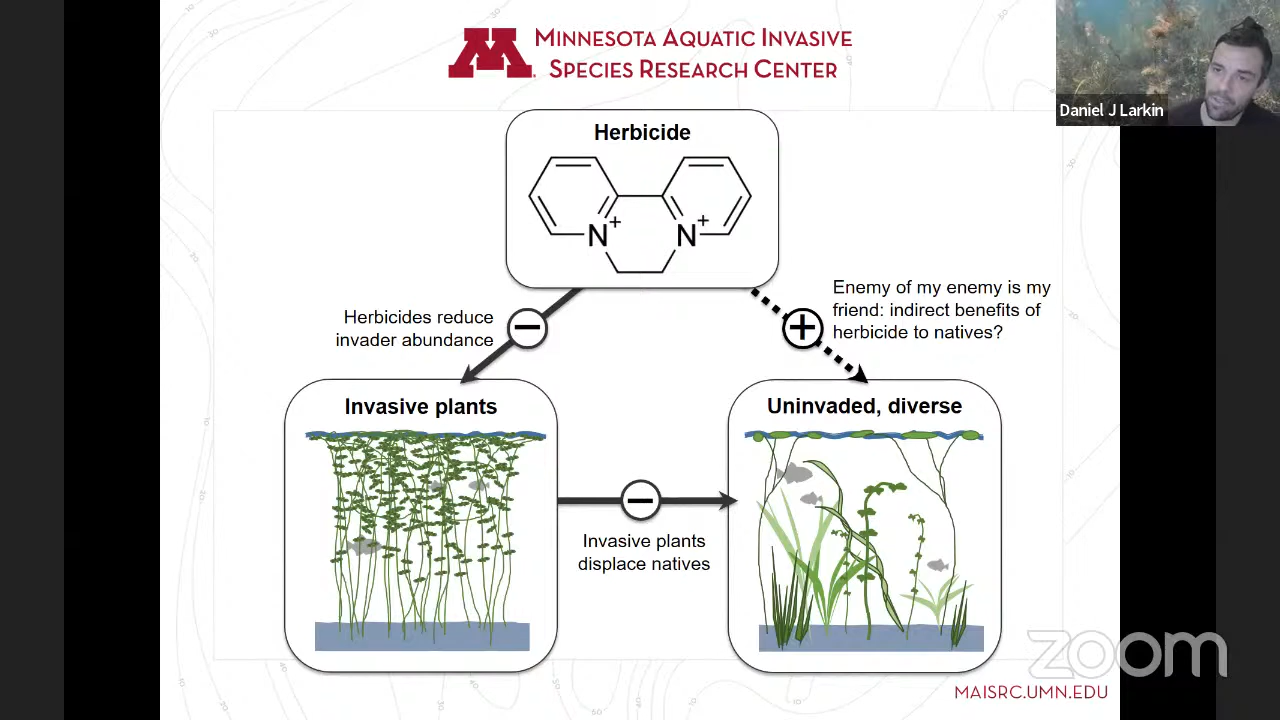 MINNESOTA AQUATIC INVASIVE
SPECIES RESEARCH CENTER
Daniel J Larkin
Herbicide
N+
N+
Herbicides reduce
invader abundance
Enemy of my enemy is my
friend: indirect benefits of
herbicide to natives?
Invasive plants
Uninvaded, diverse
Invasive plants
displace natives
zoom
MAISRC.UMN.EDU